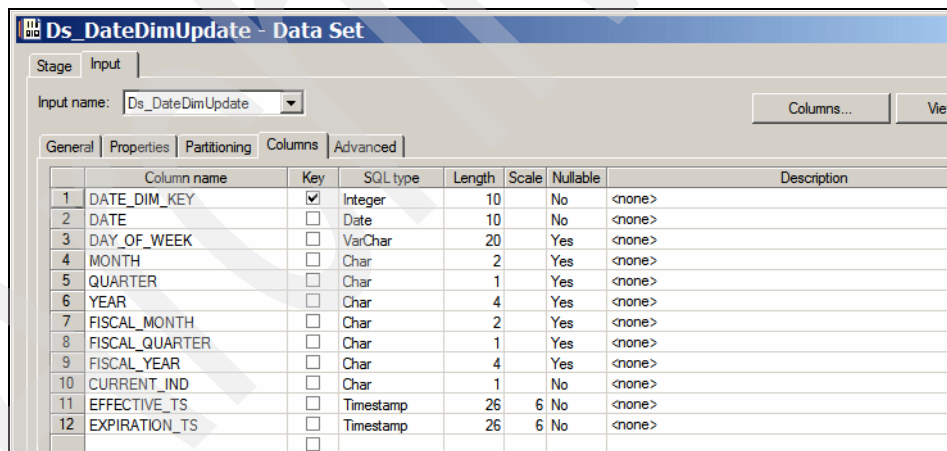 Ds_DateDimUpdate - Data Set
Stage Input
Input name: Ds_DateDimUpdate Columns... Vie
General Properties Partitioning Columns Advanced
Column name Key SQL type Length Scale Nullable Description
1 DATE_DIM_KEY Integer 10 No <none>
2 DATE Date 10 No <none>
3 DAY_OF_WEEK VarChar 20 Yes <none>
4 MONTH Char 2 Yes <none>
5 QUARTER Char 1 Yes <none>
6 YEAR Char 4 Yes <none>
7 FISCAL_MONTH Char 2 Yes <none>
8 FISCAL_QUARTER Char 1 Yes <none>
9 FISCAL_YEAR Char 4 Yes <none>
10 CURRENT_IND Char 1 No <none>
11 EFFECTIVE_TS Timestamp 26 6 No <none>
12 EXPIRATION_TS Timestamp 26 6 No <none>